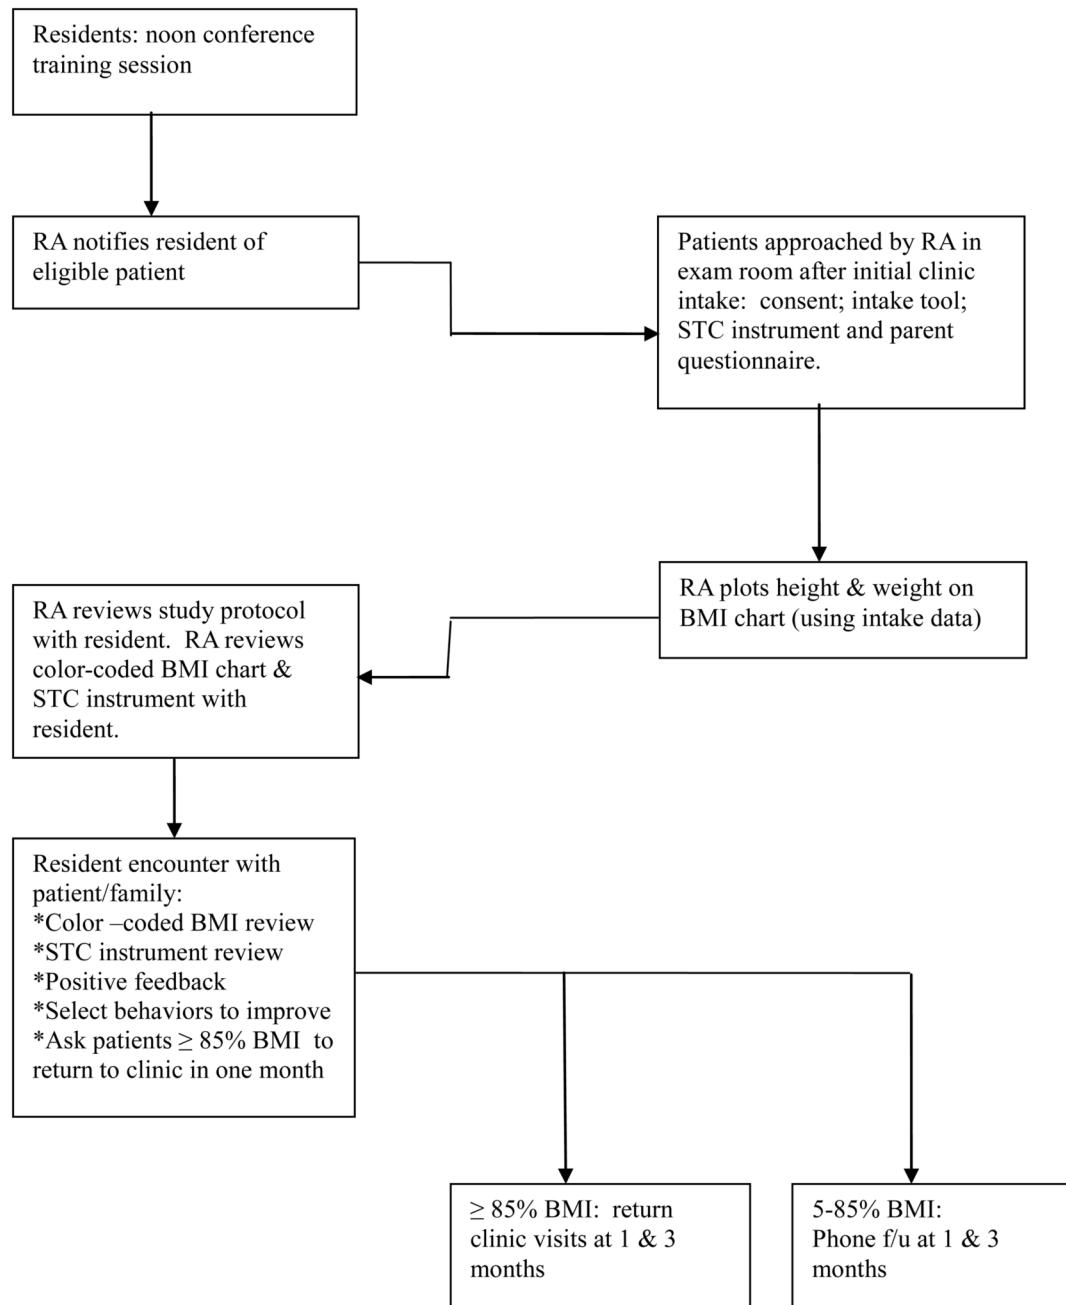 Residents: noon conference
training session
RA notifies resident of
eligible patient
Patients approached by RA in
exam room after initial clinic
intake:  consent; intake tool;
STC instrument and parent
questionnaire.
RA plots height & weight on
BMI chart (using intake data)
RA reviews study protocol
with resident.  RA reviews
color-coded BMI chart &
STC instrument with
resident.
Resident encounter with
patient/family:
*Color –coded BMI review
*STC instrument review
*Positive feedback
*Select behaviors to improve
*Ask patients ≥ 85% BMI  to
return to clinic in one month
≥ 85% BMI:  return
clinic visits at 1 & 3
months
5-85% BMI:
Phone f/u at 1 & 3
months